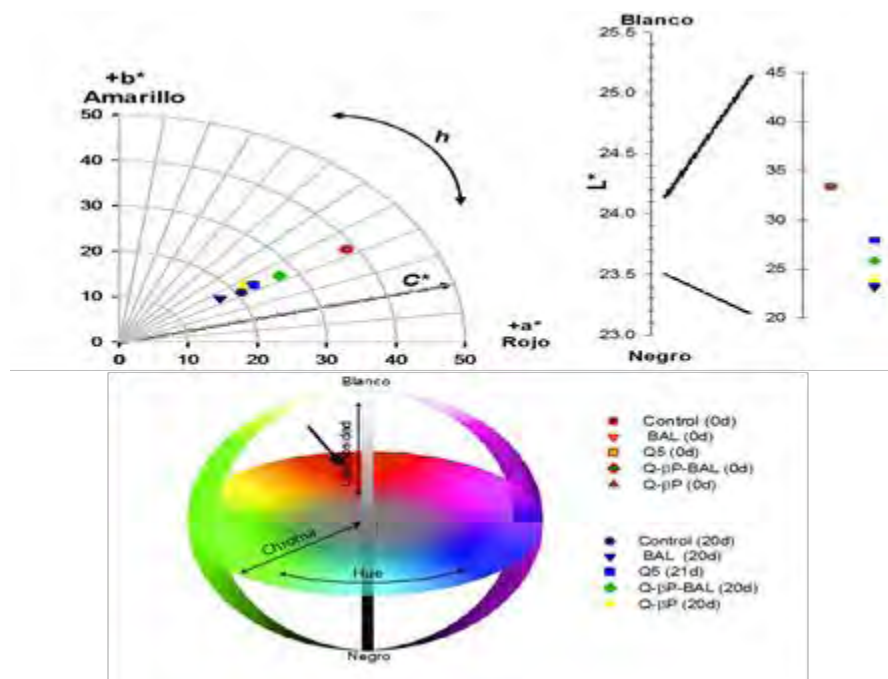 +b*
Amarillo
50
40
30
20
10
0
0 10 20 30 40 50
h
C*
+a*
Rojo
Blanco
25.5
25.0
24.5
24.0
23.5
23.0
L*
Negro
45
40
35
30
25
20
Blanco
Chroma
Hue
Negro
Control (0d)
BAL (0d)
Q5 (0d)
Q-βP-BAL (0d)
Q-βP (0d)
Control (20d)
BAL (20d)
Q5 (21d)
Q-βP-BAL (20d)
Q-βP (20d)